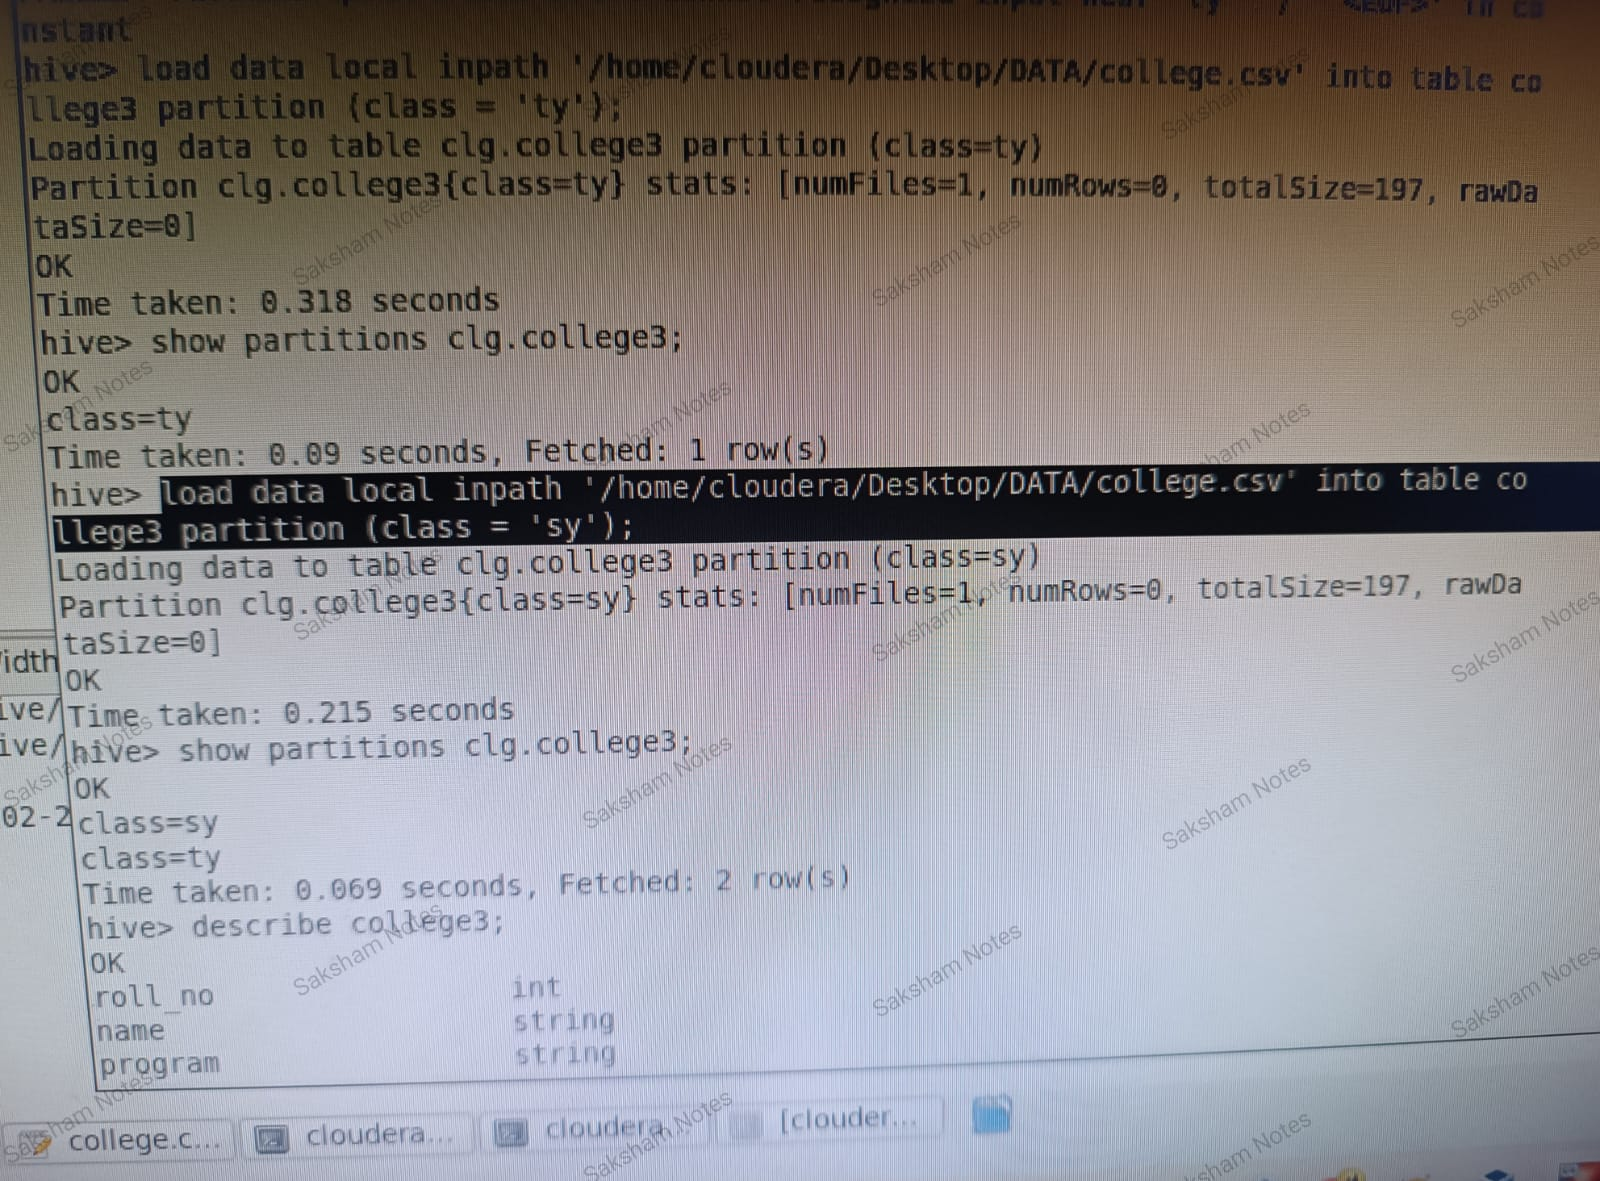 nstant
hive> load data local inpath '/home/cloudera/Desktop/DATA/college.csv' into table co
llege3 partition (class = 'ty');
Loading data to table clg.college3 partition (class=ty)
Partition clg.college3{class=ty} stats: [numFiles=1, numRows=0, totalSize=197, rawDa
taSize=0]
OK
Time taken: 0.318 seconds
hive> show partitions clg.college3;
OK
class=ty
Time taken: 0.09 seconds, Fetched: 1 row(s)
hive> load data local inpath '/home/cloudera/Desktop/DATA/college.csv' into table co
llege3 partition (class = 'sy');
Loading data to table clg.college3 partition (class=sy)
Partition clg.college3{class=sy} stats: [numFiles=1, numRows=0, totalSize=197, rawDa
taSize=0]
idth
OK
ive/
Time taken: 0.215 seconds
ive/
hive> show partitions clg.college3;
OK
02-2
class=sy
class=ty
Time taken: 0.069 seconds, Fetched: 2 row(s)
hive> describe college3;
OK
roll_no int
name string
program string
college.c... cloudera... cloudera [clouder...
Saksham Notes